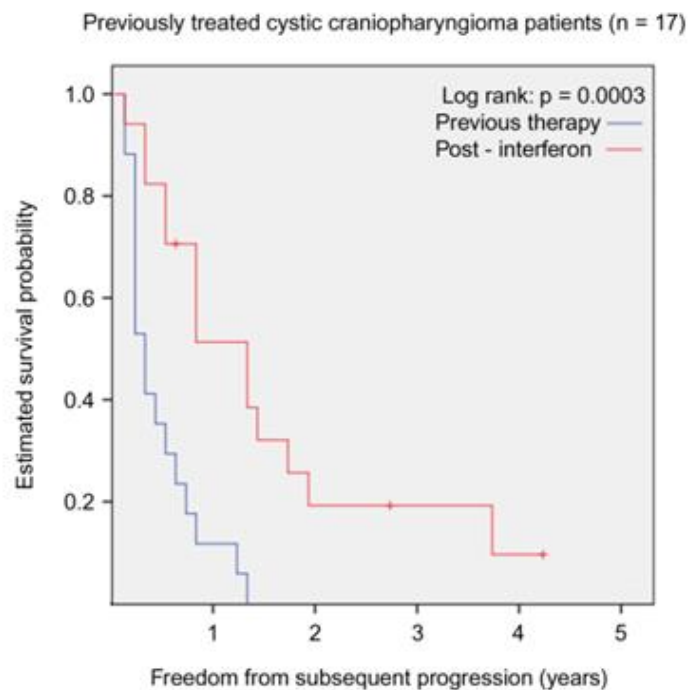 Previously treated cystic craniopharyngioma patients (n = 17)
Log rank: p = 0.0003
Previous therapy
Post - interferon
Estimated survival probability
1.0
0.8
0.6
0.4
0.2
1 2 3 4 5
Freedom from subsequent progression (years)